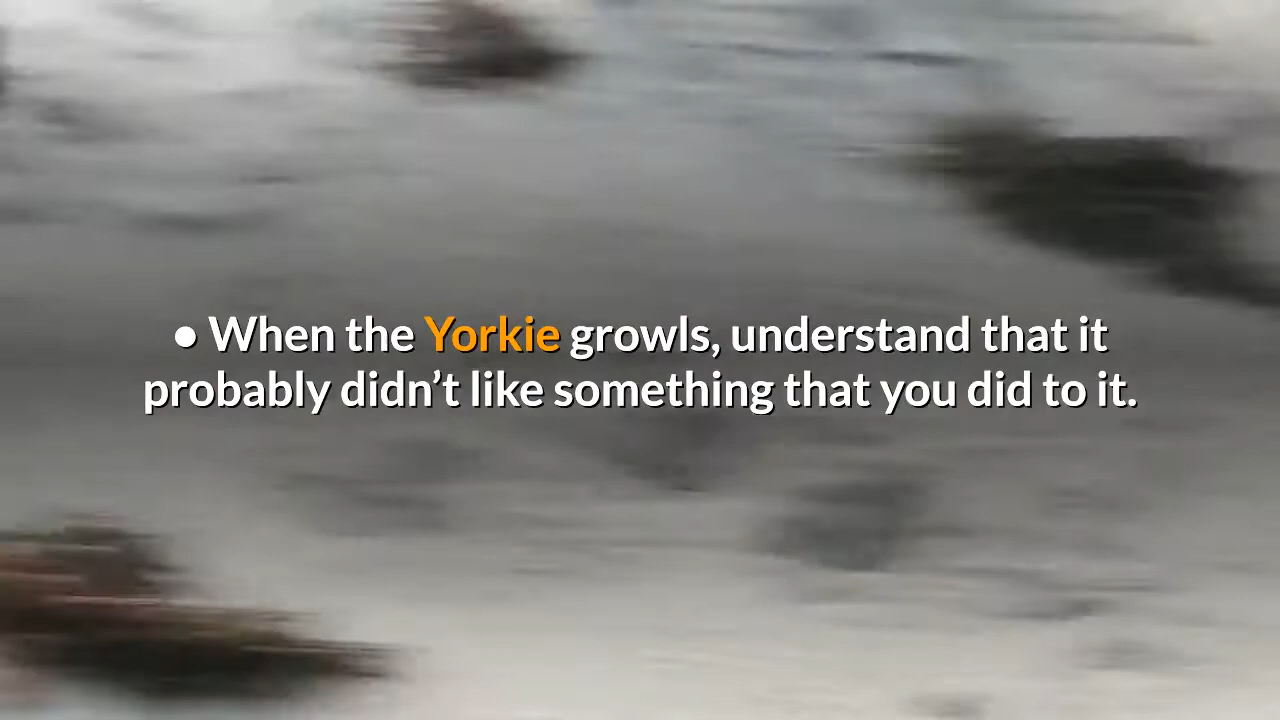 • When the Yorkie growls, understand that it
probably didn’t like something that you did to it.